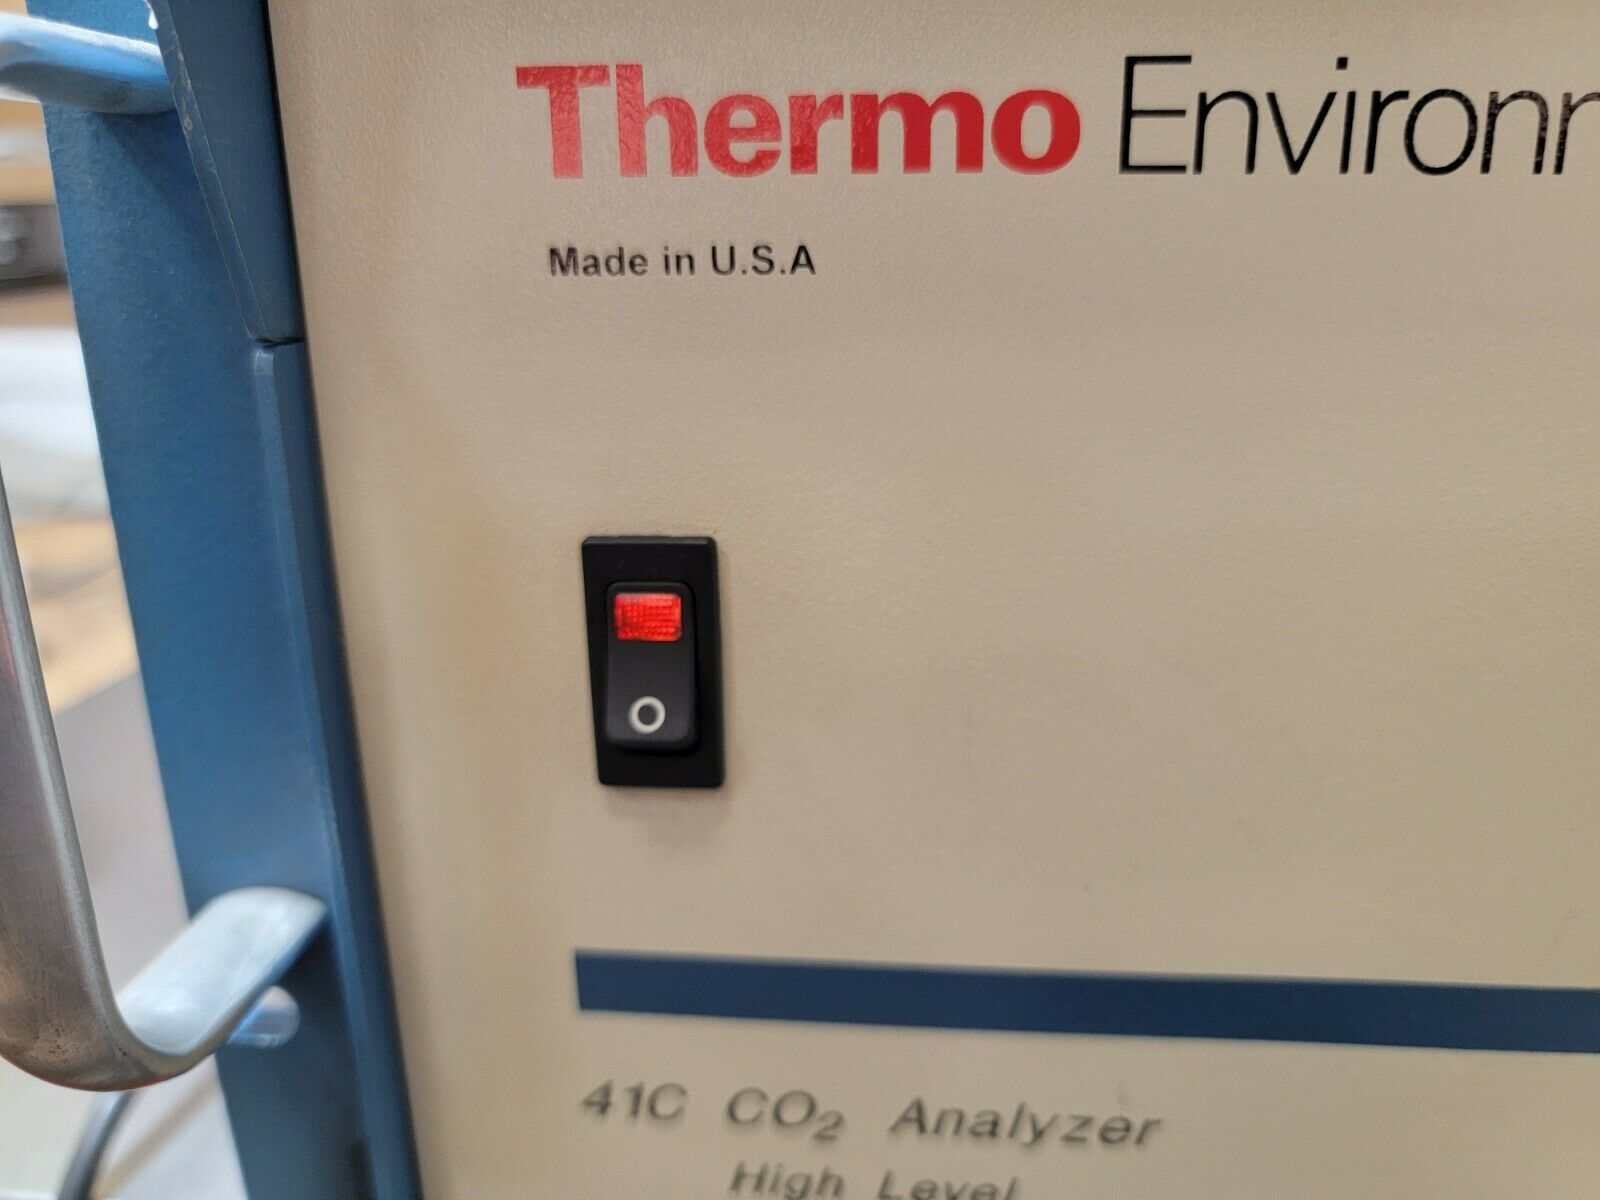 Thermo Environ
Made in U.S.A
O
41C CO₂ Analyzer
High Level